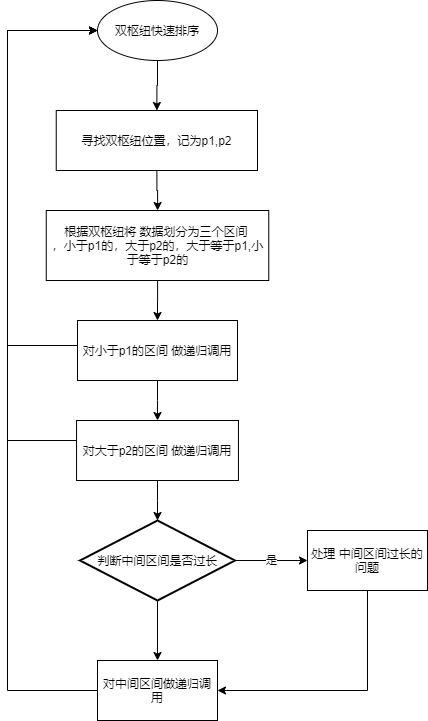 双枢纽快速排序
寻找双枢纽位置，记为p1,p2
根据双枢纽将 数据划分为三个区间
，小于p1的，大于p2的，大于等于p1,小
于等于p2的
对小于p1的区间 做递归调用
对大于p2的区间 做递归调用
判断中间区间是否过长
是
处理 中间区间过长的
问题
对中间区间做递归调
用